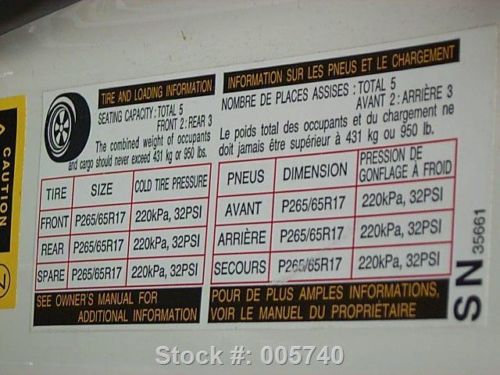 TIRE AND LOADING INFORMATION
SEATING CAPACITY: TOTAL 5
FRONT 2 : REAR 3
The combined weight of occupants
and cargo should never exceed 431 kg or 950 lbs.
TIRE SIZE COLD TIRE PRESSURE
FRONT P265/65R17 220kPa, 32PSI
REAR P265/65R17 220kPa, 32PSI
SPARE P265/65R17 220kPa, 32PSI
SEE OWNER'S MANUAL FOR
ADDITIONAL INFORMATION
INFORMATION SUR LES PNEUS ET LE CHARGEMENT
NOMBRE DE PLACES ASSISES : TOTAL 5
AVANT 2 : ARRIÈRE 3
Le poids total des occupants et du chargement ne
doit jamais être supérieur à 431 kg ou 950 lb.
PNEUS DIMENSION PRESSION DE
GONFLAGE À FROID
AVANT P265/65R17 220kPa, 32PSI
ARRIÈRE P265/65R17 220kPa, 32PSI
SECOURS P265/65R17 220kPa, 32PSI
POUR DE PLUS AMPLES INFORMATIONS,
VOIR LE MANUEL DU PROPRIÉTAIRE
SN 35661
CAUTION
Stock #: 005740